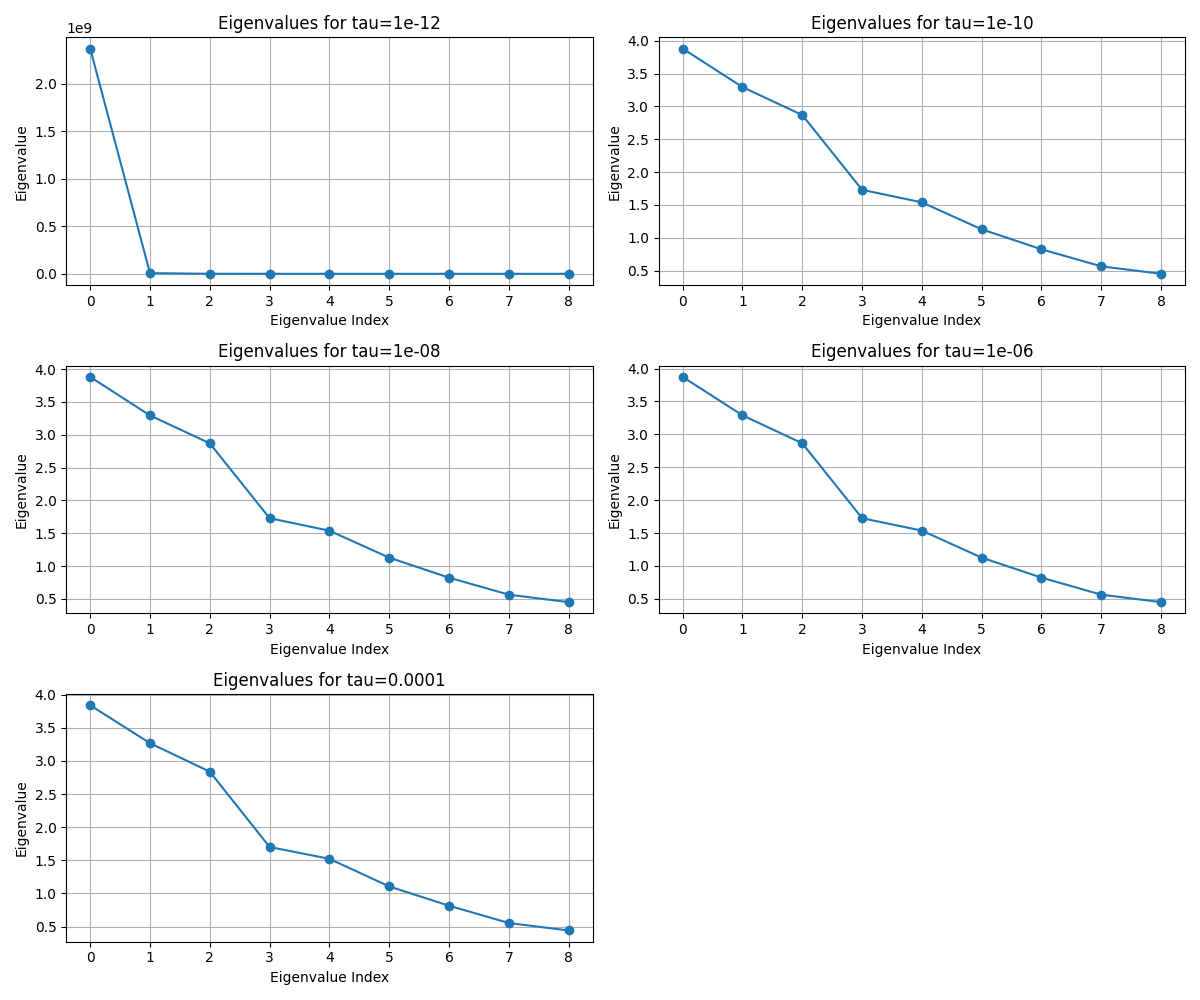 Eigenvalues for tau=1e-12
1e9
2.0
1.5
1.0
0.5
0.0
Eigenvalue
0 1 2 3 4 5 6 7 8
Eigenvalue Index
Eigenvalues for tau=1e-10
4.0
3.5
3.0
2.5
2.0
1.5
1.0
0.5
Eigenvalue
0 1 2 3 4 5 6 7 8
Eigenvalue Index
Eigenvalues for tau=1e-08
4.0
3.5
3.0
2.5
2.0
1.5
1.0
0.5
Eigenvalue
0 1 2 3 4 5 6 7 8
Eigenvalue Index
Eigenvalues for tau=1e-06
4.0
3.5
3.0
2.5
2.0
1.5
1.0
0.5
Eigenvalue
0 1 2 3 4 5 6 7 8
Eigenvalue Index
Eigenvalues for tau=0.0001
4.0
3.5
3.0
2.5
2.0
1.5
1.0
0.5
Eigenvalue
0 1 2 3 4 5 6 7 8
Eigenvalue Index